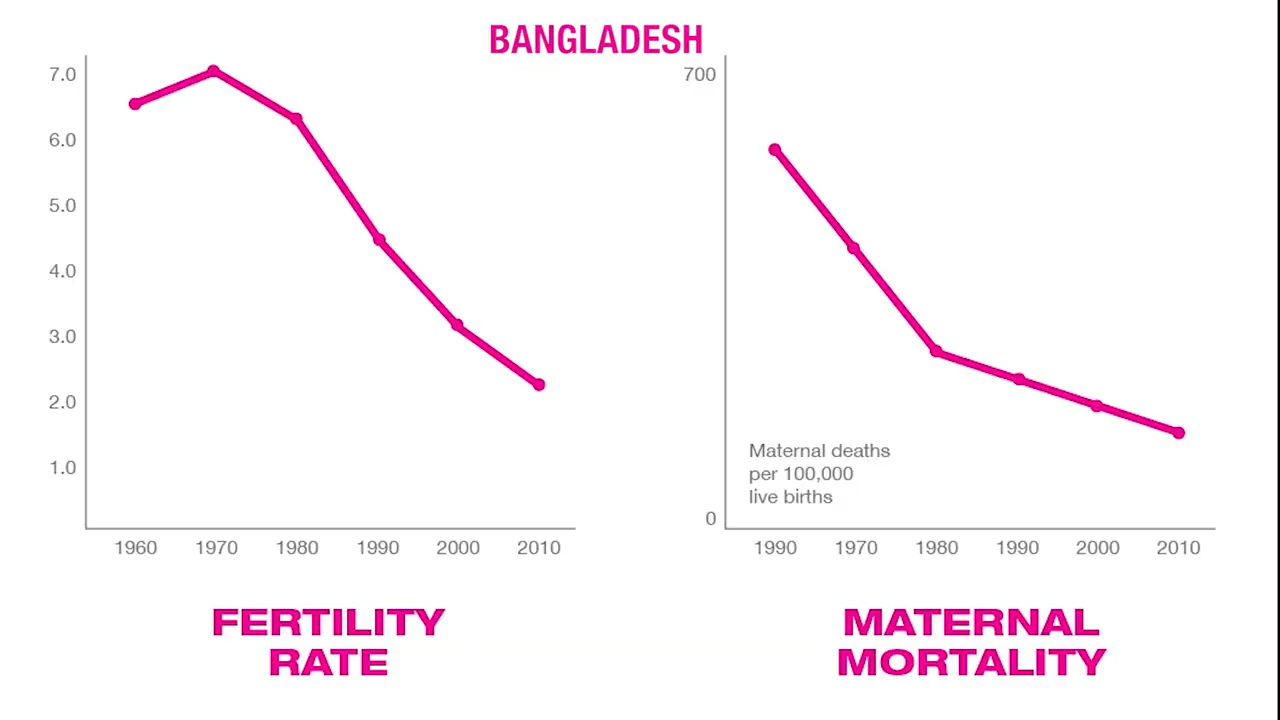 BANGLADESH
7.0
6.0
5.0
4.0
3.0
2.0
1.0
1960 1970 1980 1990 2000 2010
FERTILITY
RATE
700
Maternal deaths
per 100,000
live births
0
1990 1970 1980 1990 2000 2010
MATERNAL
MORTALITY